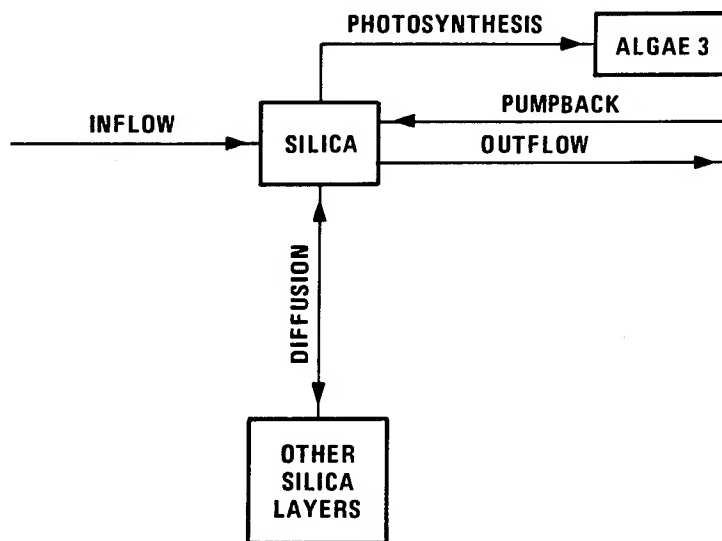 PHOTOSYNTHESIS
ALGAE 3
INFLOW
SILICA
PUMPBACK
OUTFLOW
DIFFUSION
OTHER
SILICA
LAYERS